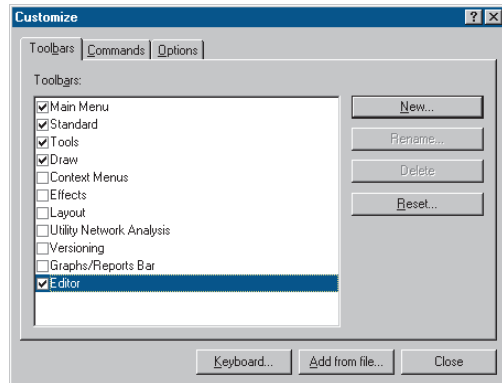 Customize
Toolbars Commands Options
Toolbars:
Main Menu
Standard
Tools
Draw
Context Menus
Effects
Layout
Utility Network Analysis
Versioning
Graphs/Reports Bar
Editor
New...
Rename...
Delete
Reset...
Keyboard... Add from file... Close